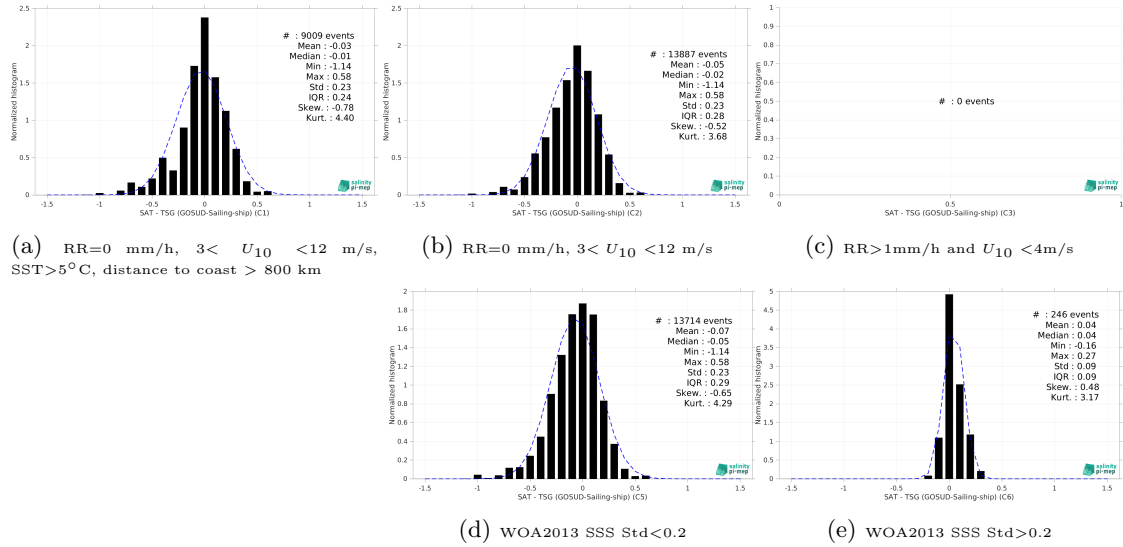 2.5
2
1.5
1
0.5
0
Normalized histogram
# : 9009 events
Mean : -0.03
Median : -0.01
Min : -1.14
Max : 0.58
Std : 0.23
IQR : 0.24
Skew. : -0.78
Kurt. : 4.40
salinity
pi-mep
-1.5 -1 -0.5 0 0.5 1 1.5
SAT - TSG (GOSUD-Sailing-ship) (C1)
(a) RR=0 mm/h, 3< U10 <12 m/s,
SST>5°C, distance to coast > 800 km
2.5
2
1.5
1
0.5
0
Normalized histogram
# : 13887 events
Mean : -0.05
Median : -0.02
Min : -1.14
Max : 0.58
Std : 0.23
IQR : 0.28
Skew. : -0.52
Kurt. : 3.68
salinity
pi-mep
-1.5 -1 -0.5 0 0.5 1 1.5
SAT - TSG (GOSUD-Sailing-ship) (C2)
(b) RR=0 mm/h, 3< U10 <12 m/s
1
0.9
0.8
0.7
0.6
0.5
0.4
0.3
0.2
0.1
0
Normalized histogram
# : 0 events
salinity
pi-mep
0 0.5 1
SAT - TSG (GOSUD-Sailing-ship) (C3)
(c) RR>1mm/h and U10 <4m/s
2
1.8
1.6
1.4
1.2
1
0.8
0.6
0.4
0.2
0
Normalized histogram
# : 13714 events
Mean : -0.07
Median : -0.05
Min : -1.14
Max : 0.58
Std : 0.23
IQR : 0.29
Skew. : -0.65
Kurt. : 4.29
salinity
pi-mep
-1.5 -1 -0.5 0 0.5 1 1.5
SAT - TSG (GOSUD-Sailing-ship) (C5)
(d) WOA2013 SSS Std<0.2
5
4.5
4
3.5
3
2.5
2
1.5
1
0.5
0
Normalized histogram
# : 246 events
Mean : 0.04
Median : 0.04
Min : -0.16
Max : 0.27
Std : 0.09
IQR : 0.09
Skew. : 0.48
Kurt. : 3.17
salinity
pi-mep
-1.5 -1 -0.5 0 0.5 1 1.5
SAT - TSG (GOSUD-Sailing-ship) (C6)
(e) WOA2013 SSS Std>0.2